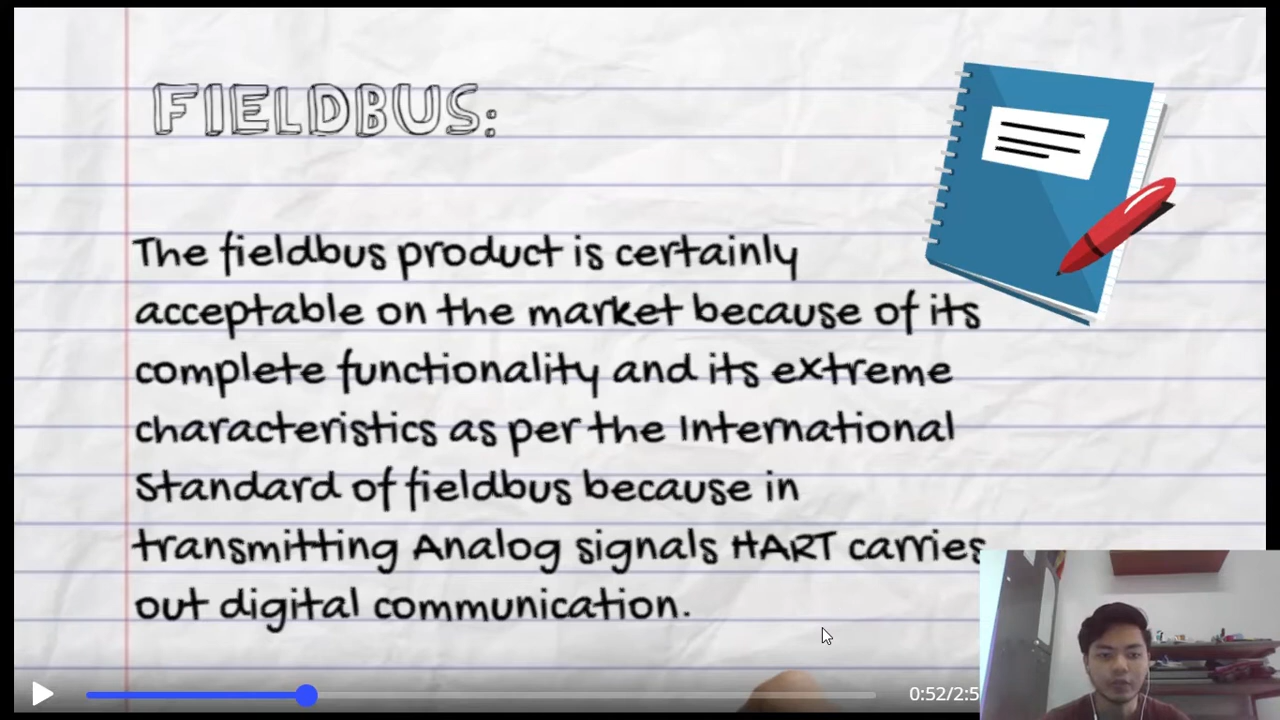 FIELDBUS:
The fieldbus product is certainly
acceptable on the market because of its
complete functionality and its extreme
characteristics as per the International
Standard of fieldbus because in
transmitting Analog signals HART carries
out digital communication.
0:52/2:5